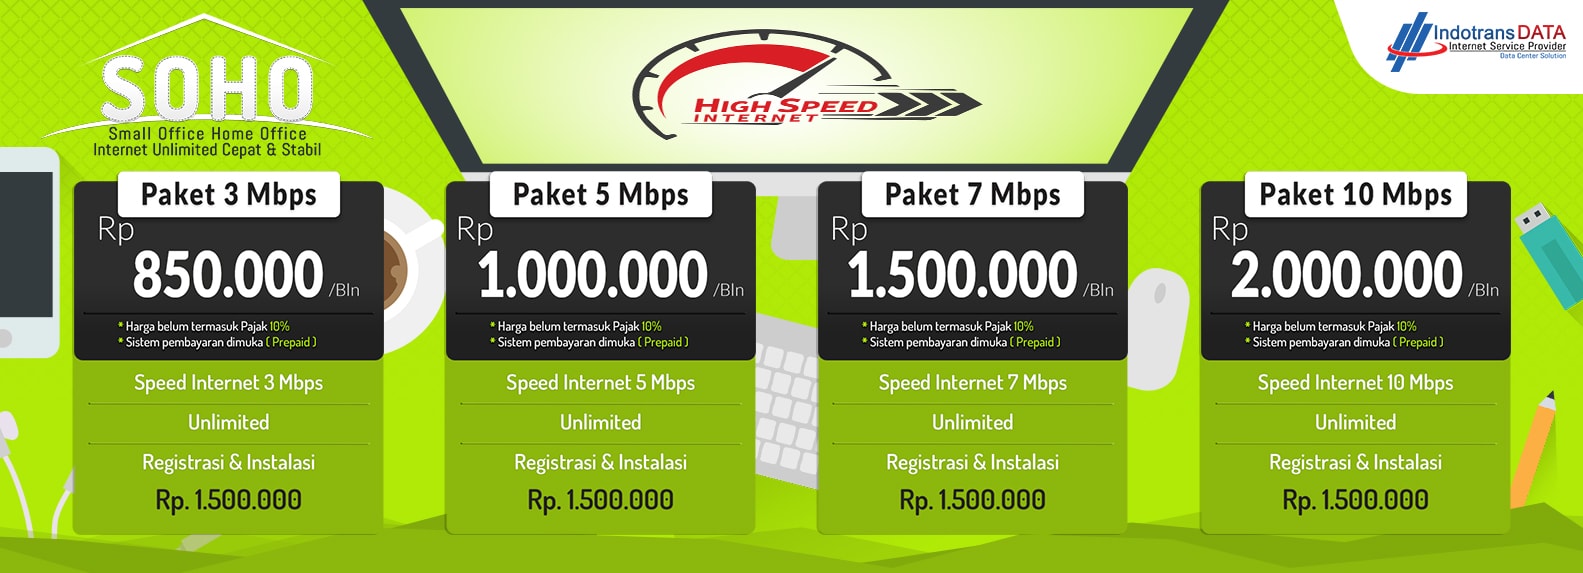 SOHO
Small Office Home Office
Internet Unlimited Cepat & Stabil
HIGH SPEED
INTERNET
IndotransDATA
Internet Service Provider
Data Center Solution
Paket 3 Mbps
Rp
850.000 /Bln
* Harga belum termasuk Pajak 10%
* Sistem pembayaran dimuka ( Prepaid )
Speed Internet 3 Mbps
Unlimited
Registrasi & Instalasi
Rp. 1.500.000
Paket 5 Mbps
Rp
1.000.000 /Bln
* Harga belum termasuk Pajak 10%
* Sistem pembayaran dimuka ( Prepaid )
Speed Internet 5 Mbps
Unlimited
Registrasi & Instalasi
Rp. 1.500.000
Paket 7 Mbps
Rp
1.500.000 /Bln
* Harga belum termasuk Pajak 10%
* Sistem pembayaran dimuka ( Prepaid )
Speed Internet 7 Mbps
Unlimited
Registrasi & Instalasi
Rp. 1.500.000
Paket 10 Mbps
Rp
2.000.000 /Bln
* Harga belum termasuk Pajak 10%
* Sistem pembayaran dimuka ( Prepaid )
Speed Internet 10 Mbps
Unlimited
Registrasi & Instalasi
Rp. 1.500.000